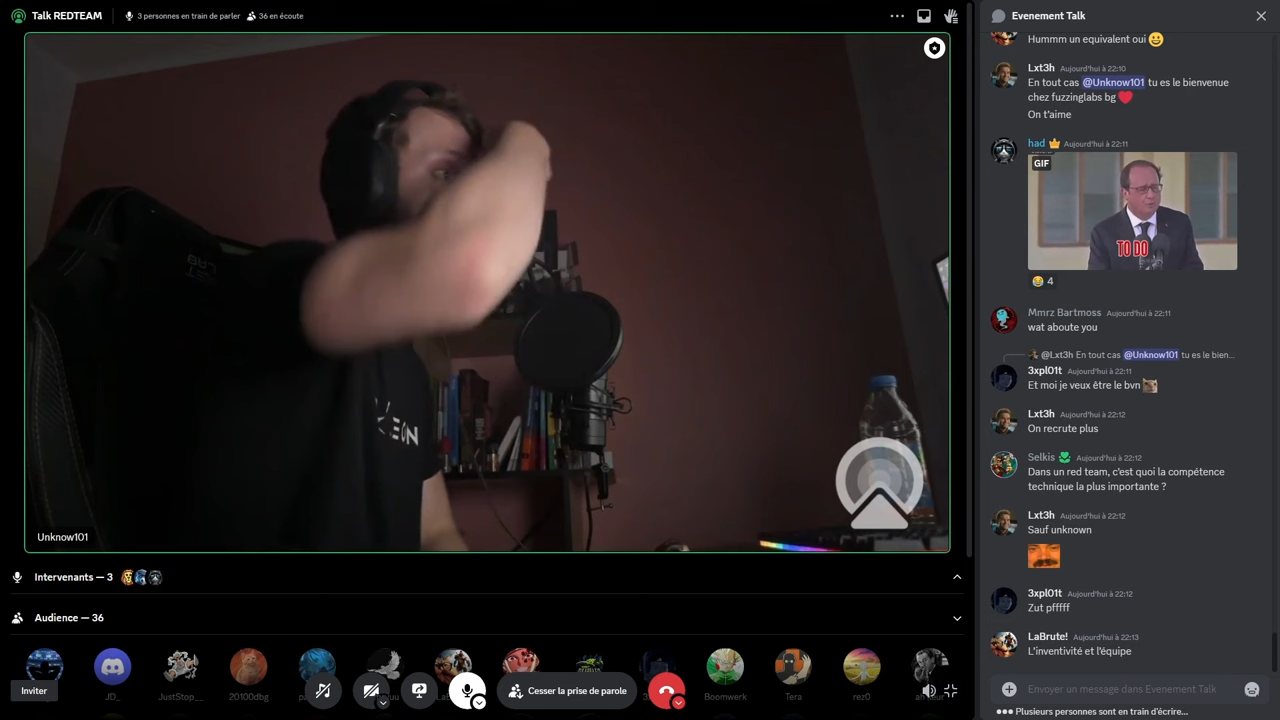 Talk REDTEAM
3 personnes en train de parler
36 en écoute
Unknow101
Intervenants — 3
Audience — 36
JD_
JustStop__
20100dbg
Boomwerk
Tera
rez0
Inviter
Cesser la prise de parole
Evenement Talk
Hummm un equivalent oui
Lxt3h Aujourd'hui à 22:10
En tout cas @Unknow101 tu es le bienvenue
chez fuzzinglabs bg
On t'aime
had Aujourd'hui à 22:11
GIF
TO DO
4
Mmrz Bartmoss Aujourd'hui à 22:11
wat aboute you
@Lxt3h En tout cas @Unknow101 tu es le bien...
3xpl01t Aujourd'hui à 22:11
Et moi je veux être le bvn
Lxt3h Aujourd'hui à 22:12
On recrute plus
Selkis Aujourd'hui à 22:12
Dans un red team, c'est quoi la compétence
technique la plus importante ?
Lxt3h Aujourd'hui à 22:12
Sauf unknown
3xpl01t Aujourd'hui à 22:12
Zut pfffff
LaBrute! Aujourd'hui à 22:13
L'inventivité et l'équipe
Envoyer un message dans Evenement Talk
Plusieurs personnes sont en train d'écrire...